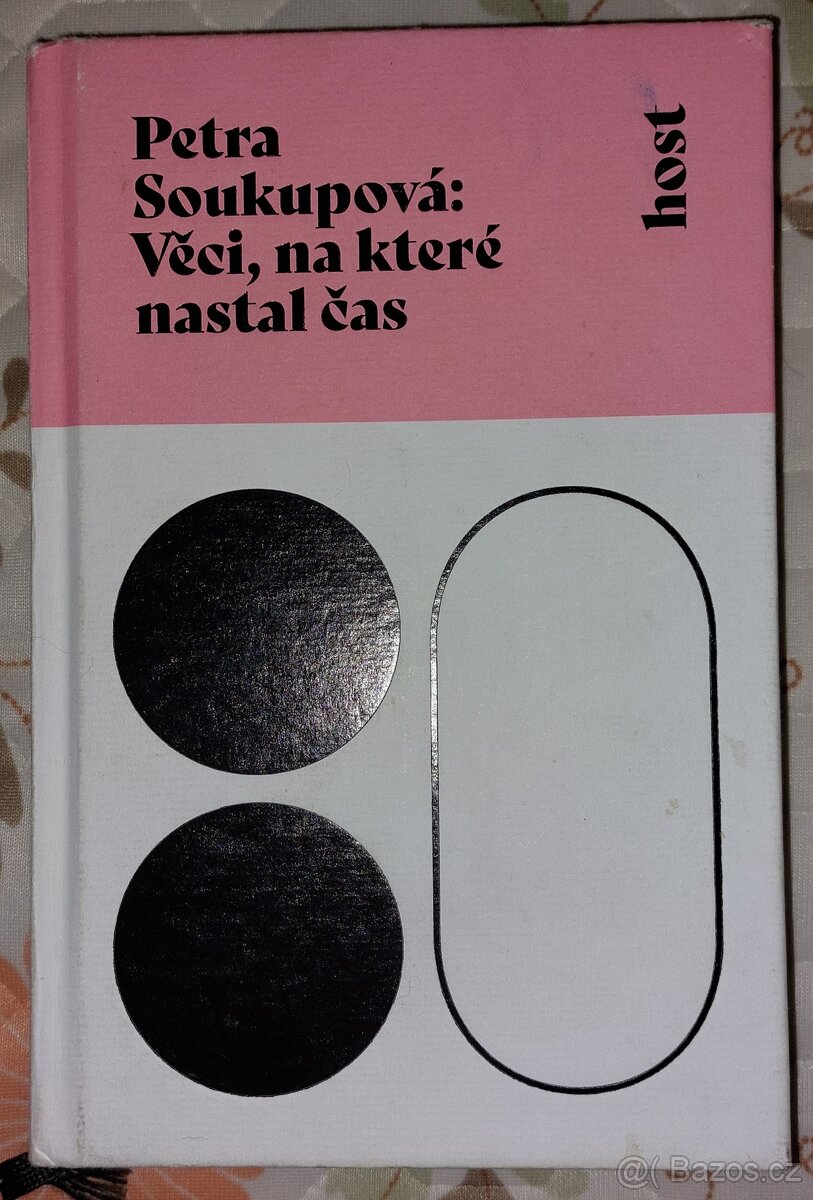 Petra
Soukupová:
Věci, na které
nastal čas
host
@( Bazos.cz